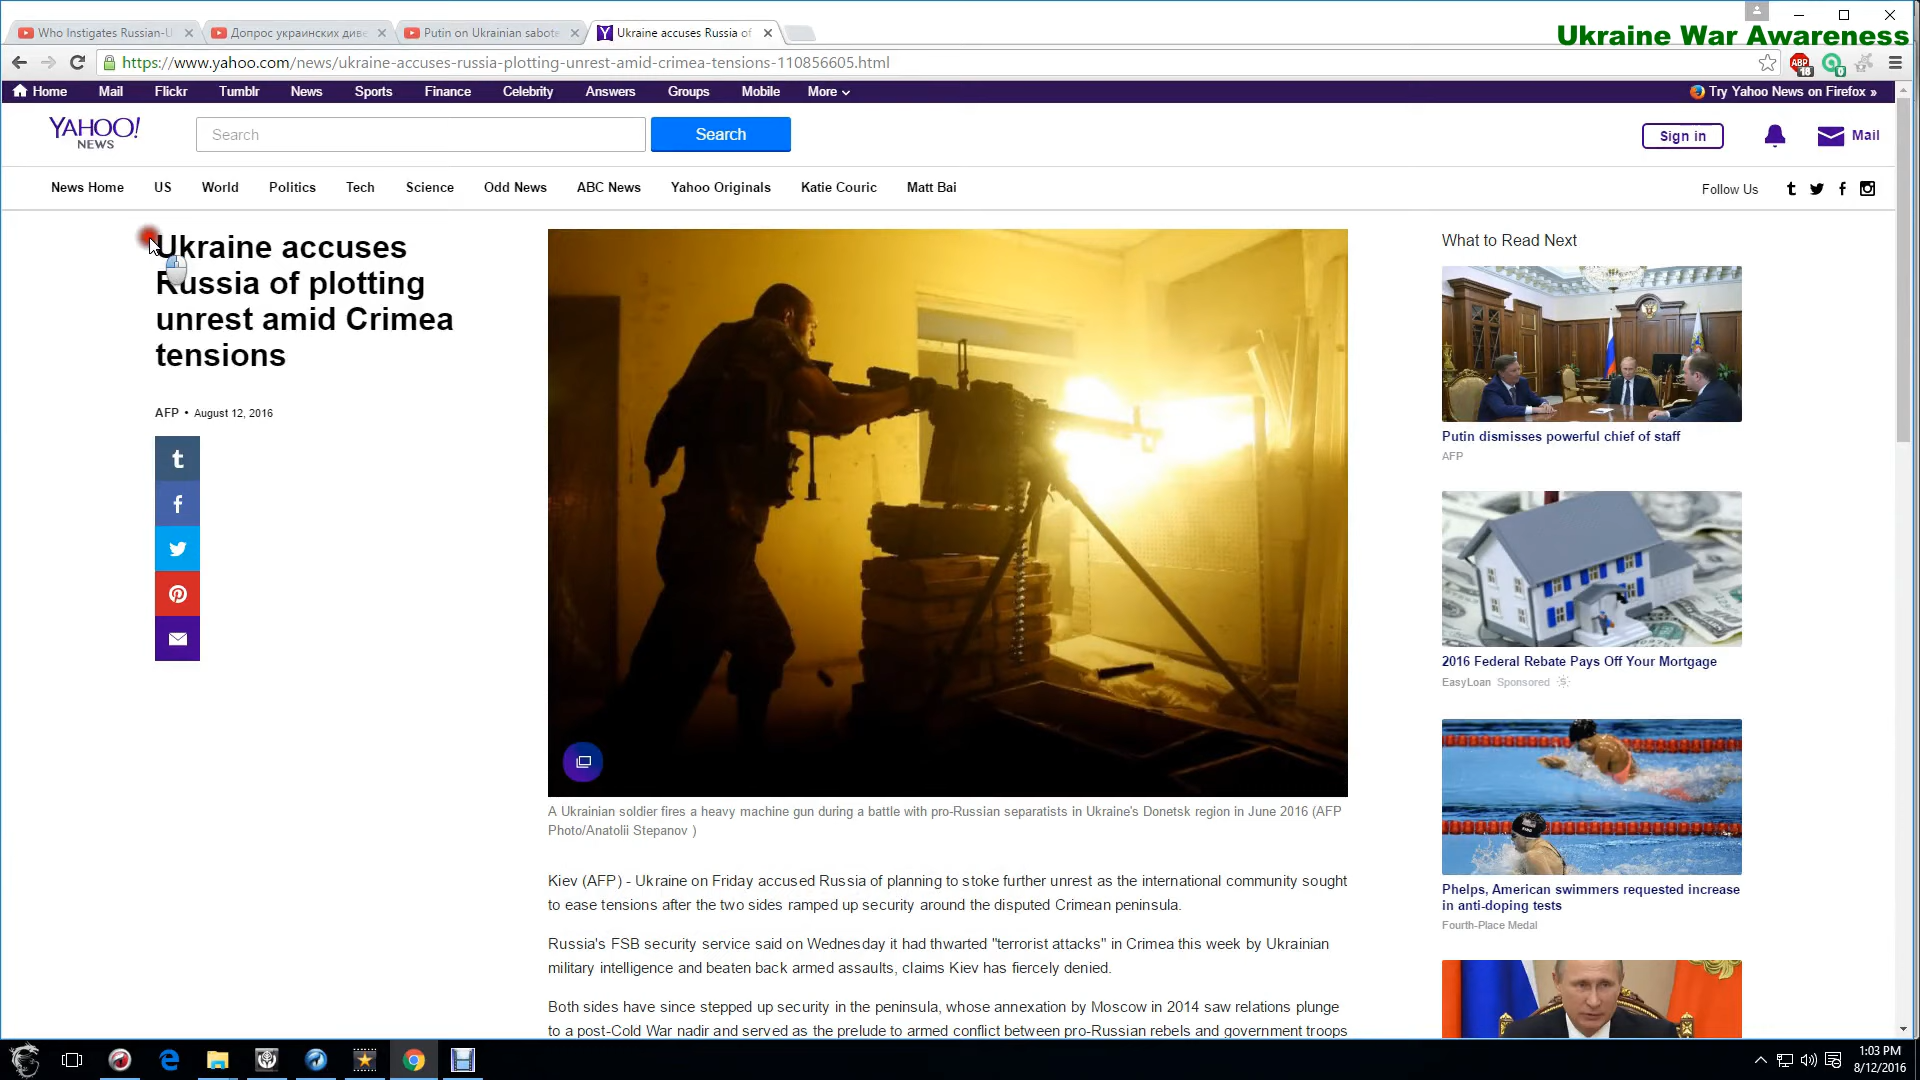 Who Instigates Russian-U
Допрос украинских диве
Putin on Ukrainian sabote
Ukraine accuses Russia of
Ukraine War Awareness
https://www.yahoo.com/news/ukraine-accuses-russia-plotting-unrest-amid-crimea-tensions-110856605.html
ABP
18
0
Home Mail Flickr Tumblr News Sports Finance Celebrity Answers Groups Mobile More
Try Yahoo News on Firefox »
YAHOO!
NEWS
Search
Search
Sign in
Mail
News Home US World Politics Tech Science Odd News ABC News Yahoo Originals Katie Couric Matt Bai
Follow Us
Ukraine accuses
Russia of plotting
unrest amid Crimea
tensions
AFP • August 12, 2016
A Ukrainian soldier fires a heavy machine gun during a battle with pro-Russian separatists in Ukraine's Donetsk region in June 2016 (AFP
Photo/Anatolii Stepanov )
Kiev (AFP) - Ukraine on Friday accused Russia of planning to stoke further unrest as the international community sought
to ease tensions after the two sides ramped up security around the disputed Crimean peninsula.
Russia's FSB security service said on Wednesday it had thwarted "terrorist attacks" in Crimea this week by Ukrainian
military intelligence and beaten back armed assaults, claims Kiev has fiercely denied.
Both sides have since stepped up security in the peninsula, whose annexation by Moscow in 2014 saw relations plunge
to a post-Cold War nadir and served as the prelude to armed conflict between pro-Russian rebels and government troops
What to Read Next
Putin dismisses powerful chief of staff
AFP
2016 Federal Rebate Pays Off Your Mortgage
EasyLoan Sponsored
Phelps, American swimmers requested increase
in anti-doping tests
Fourth-Place Medal
1:03 PM
8/12/2016